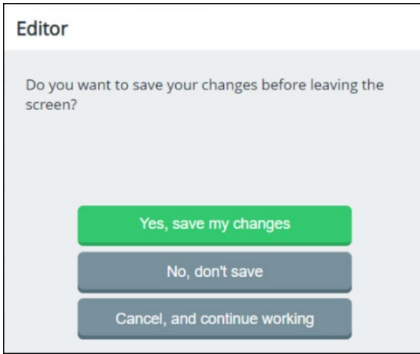 Editor
Do you want to save your changes before leaving the
screen?
Yes, save my changes
No, don't save
Cancel, and continue working